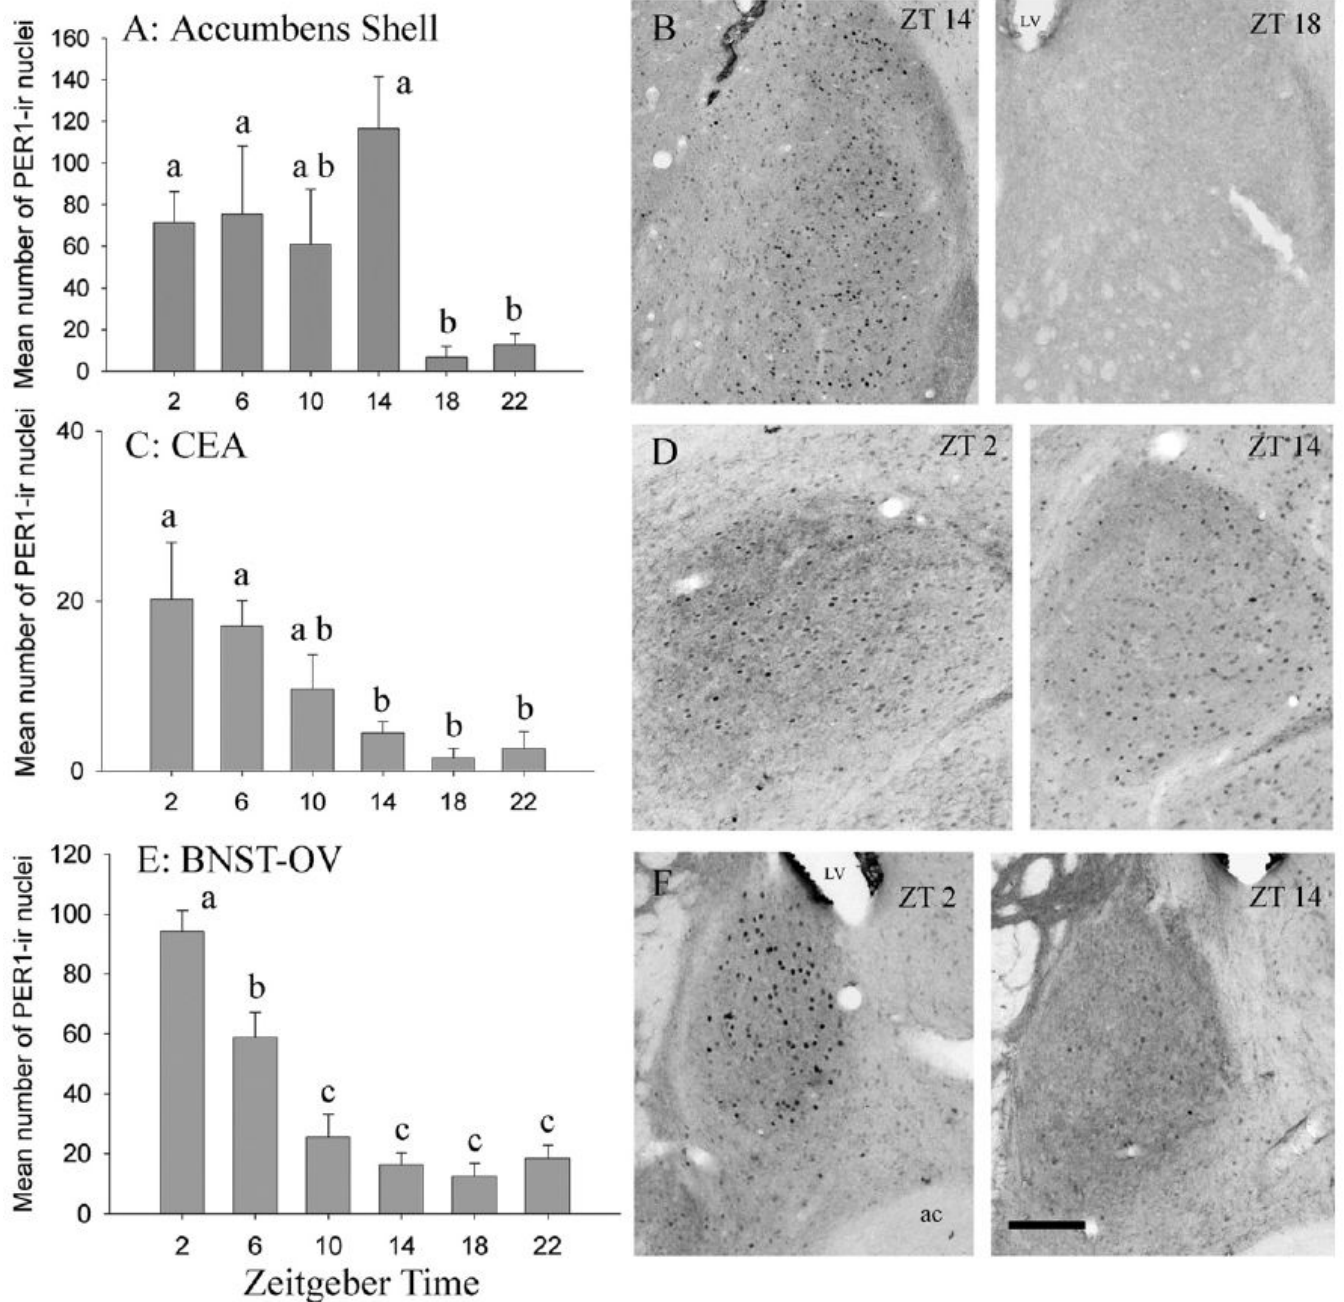 A: Accumbens Shell
Mean number of PER1-ir nuclei
160
140
120
100
80
60
40
20
0
a
a
a b
a
b
b
2 6 10 14 18 22
B ZT 14
LV ZT 18
C: CEA
Mean number of PER1-ir nuclei
40
20
0
a
a
a b
b
b
b
2 6 10 14 18 22
D ZT 2
ZT 14
E: BNST-OV
Mean number of PER1-ir nuclei
120
100
80
60
40
20
0
a
b
c
c
c
c
2 6 10 14 18 22
Zeitgeber Time
F LV ZT 2
ac
ZT 14